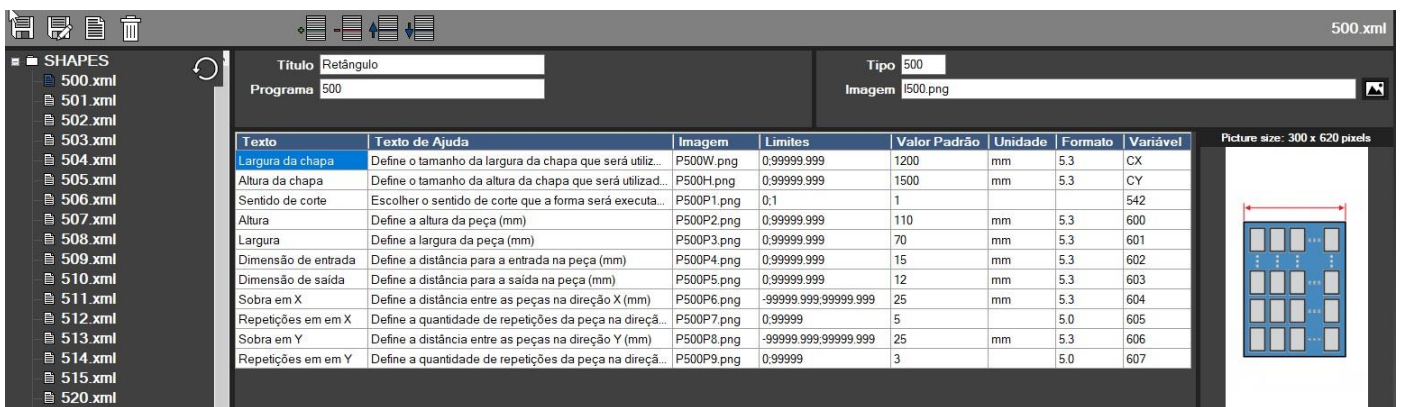 500.xml
SHAPES
500.xml
501.xml
502.xml
503.xml
504.xml
505.xml
506.xml
507.xml
508.xml
509.xml
510.xml
511.xml
512.xml
513.xml
514.xml
515.xml
520.xml
Título Retângulo
Programa 500
Tipo 500
Imagem I500.png
Texto Texto de Ajuda Imagem Limites Valor Padrão Unidade Formato Variável
Largura da chapa Define o tamanho da largura da chapa que será utiliz... P500W.png 0;99999.999 1200 mm 5.3 CX
Altura da chapa Define o tamanho da altura da chapa que será utilizad... P500H.png 0;99999.999 1500 mm 5.3 CY
Sentido de corte Escolher o sentido de corte que a forma será executa... P500P1.png 0;1 1 542
Altura Define a altura da peça (mm) P500P2.png 0;99999.999 110 mm 5.3 600
Largura Define a largura da peça (mm) P500P3.png 0;99999.999 70 mm 5.3 601
Dimensão de entrada Define a distância para a entrada na peça (mm) P500P4.png 0;99999.999 15 mm 5.3 602
Dimensão de saída Define a distância para a saída na peça (mm) P500P5.png 0;99999.999 12 mm 5.3 603
Sobra em X Define a distância entre as peças na direção X (mm) P500P6.png -99999.999;99999.999 25 mm 5.3 604
Repetições em em X Define a quantidade de repetições da peça na direçã... P500P7.png 0;99999 5 5.0 605
Sobra em Y Define a distância entre as peças na direção Y (mm) P500P8.png -99999.999;99999.999 25 mm 5.3 606
Repetições em em Y Define a quantidade de repetições da peça na direçã... P500P9.png 0;99999 3 5.0 607
Picture size: 300 x 620 pixels